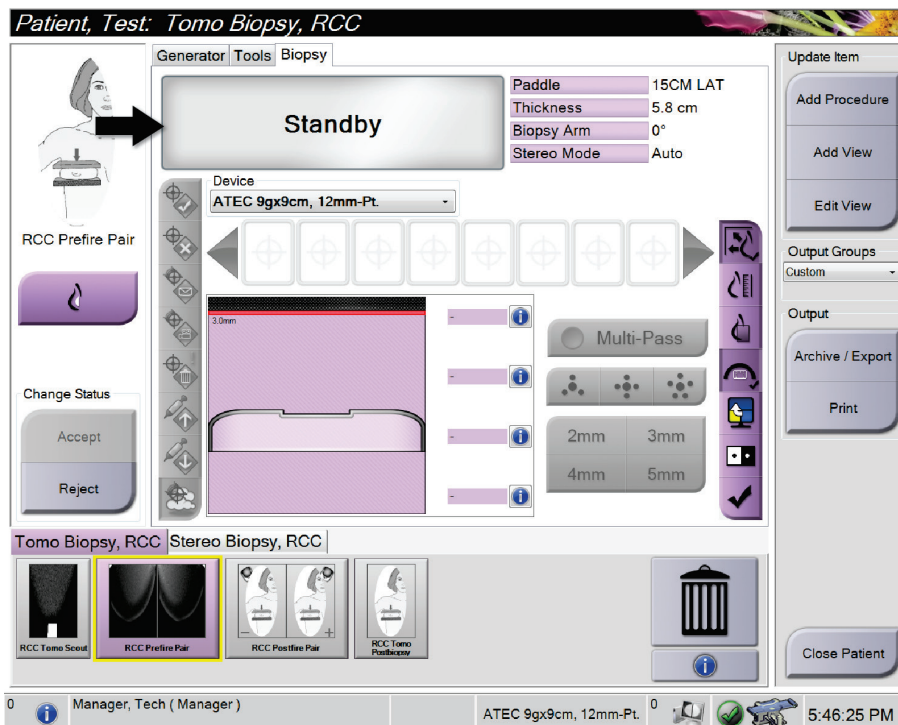 Patient, Test: Tomo Biopsy, RCC
Generator Tools Biopsy
Update Item
Standby
Paddle 15CM LAT
Thickness 5.8 cm
Biopsy Arm 0°
Stereo Mode Auto
Add Procedure
Add View
Edit View
Device
ATEC 9gx9cm, 12mm-Pt.
RCC Prefire Pair
Output Groups
Custom
3.0mm
-
-
-
-
Multi-Pass
2mm 3mm
4mm 5mm
Output
Archive / Export
Print
Change Status
Accept
Reject
Tomo Biopsy, RCC Stereo Biopsy, RCC
RCC Tomo Scout
RCC Prefire Pair
- +
RCC Postfire Pair
RCC Tomo
Postbiopsy
Close Patient
0 Manager, Tech ( Manager ) ATEC 9gx9cm, 12mm-Pt. 0 5:46:25 PM